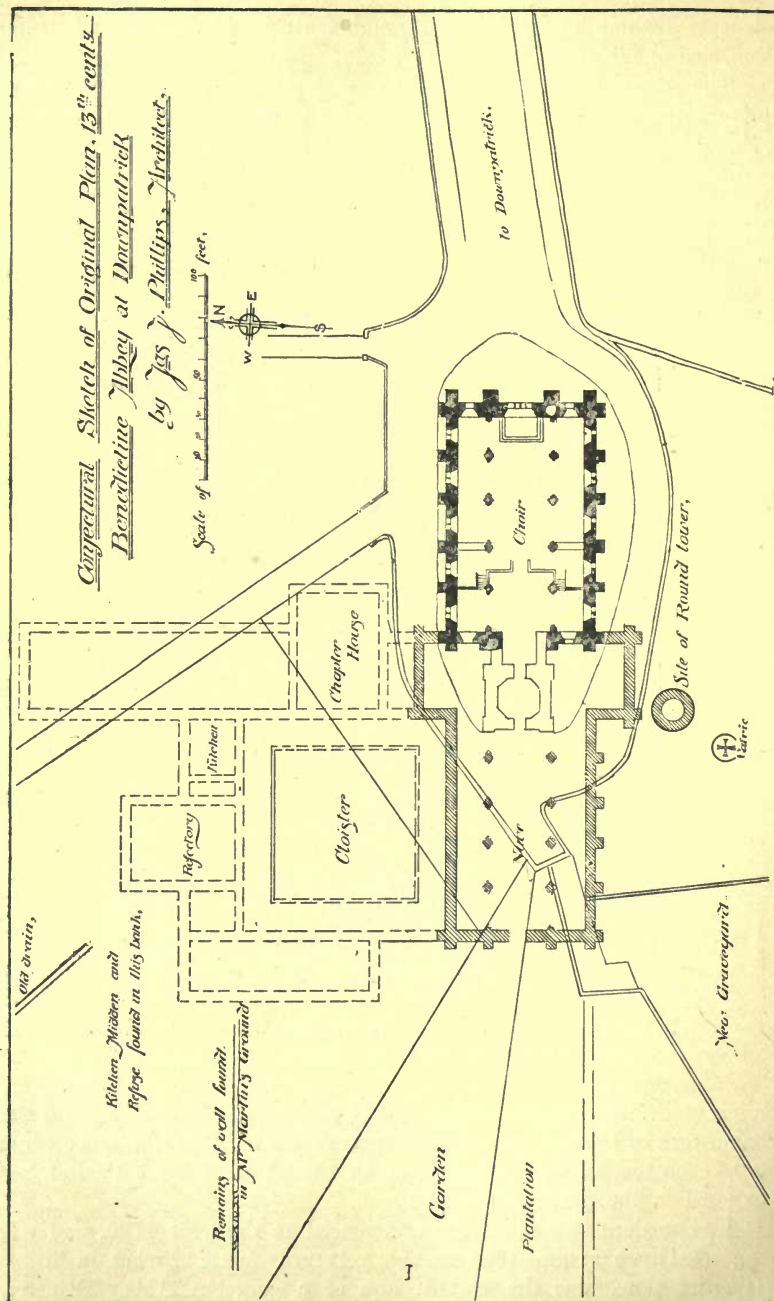 Conjectural Sketch of Original Plan. 13th centy.
Benedictine Abbey at Downpatrick
by Jas J. Phillips, Architect,
Scale of
100 feet,
N
E
S
W
to Downpatrick,
Old drain,
Kitchen Midden and
Refuse found in this bank,
Remains of wall found
in Mr Martin's Ground
Refectory
Kitchen
Cloister
Chapter
House
Choir
Nave
Site of Round tower,
New Graveyard
Garden
Plantation